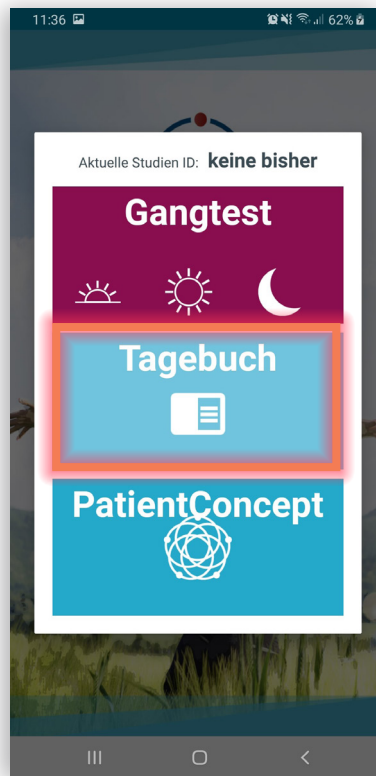 11:36 62%
Aktuelle Studien ID: keine bisher
Gangtest
Tagebuch
PatientConcept